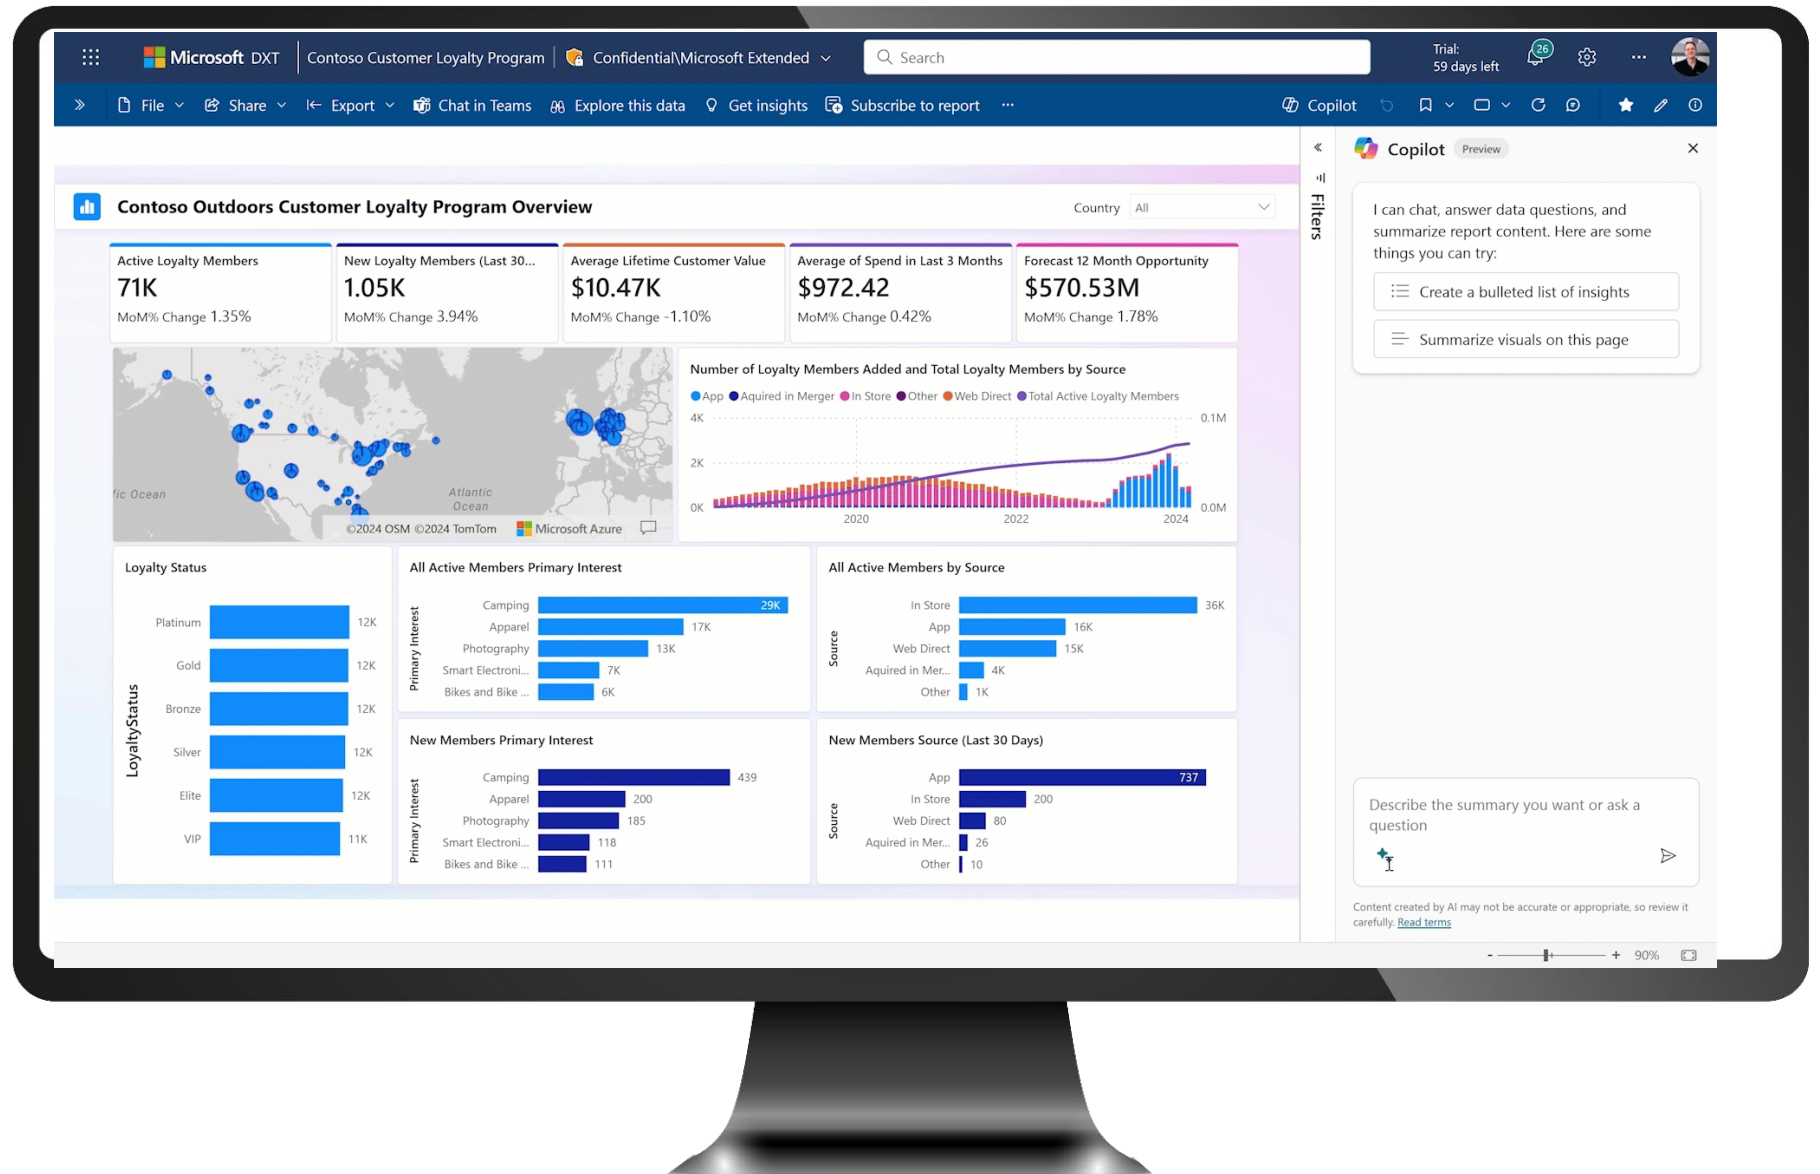 Microsoft DXT
Contoso Customer Loyalty Program
Confidential\Microsoft Extended
Search
Trial:
59 days left
26
File
Share
Export
Chat in Teams
Explore this data
Get insights
Subscribe to report
Copilot
Contoso Outdoors Customer Loyalty Program Overview
Country
All
Filters
Active Loyalty Members
71K
MoM% Change 1.35%
New Loyalty Members (Last 30...
1.05K
MoM% Change 3.94%
Average Lifetime Customer Value
$10.47K
MoM% Change -1.10%
Average of Spend in Last 3 Months
$972.42
MoM% Change 0.42%
Forecast 12 Month Opportunity
$570.53M
MoM% Change 1.78%
fic Ocean
Atlantic
Ocean
©2024 OSM ©2024 TomTom
Microsoft Azure
Number of Loyalty Members Added and Total Loyalty Members by Source
App Aquired in Merger In Store Other Web Direct Total Active Loyalty Members
4K
2K
0K
0.1M
0.0M
2020
2022
2024
Loyalty Status
LoyaltyStatus
Platinum 12K
Gold 12K
Bronze 12K
Silver 12K
Elite 12K
VIP 11K
All Active Members Primary Interest
Primary Interest
Camping 29K
Apparel 17K
Photography 13K
Smart Electroni... 7K
Bikes and Bike ... 6K
All Active Members by Source
Source
In Store 36K
App 16K
Web Direct 15K
Aquired in Mer... 4K
Other 1K
New Members Primary Interest
Primary Interest
Camping 439
Apparel 200
Photography 185
Smart Electroni... 118
Bikes and Bike ... 111
New Members Source (Last 30 Days)
Source
App 737
In Store 200
Web Direct 80
Aquired in Mer... 26
Other 10
Copilot
Preview
I can chat, answer data questions, and
summarize report content. Here are some
things you can try:
Create a bulleted list of insights
Summarize visuals on this page
Describe the summary you want or ask a
question
Content created by AI may not be accurate or appropriate, so review it
carefully. Read terms
- + 90%